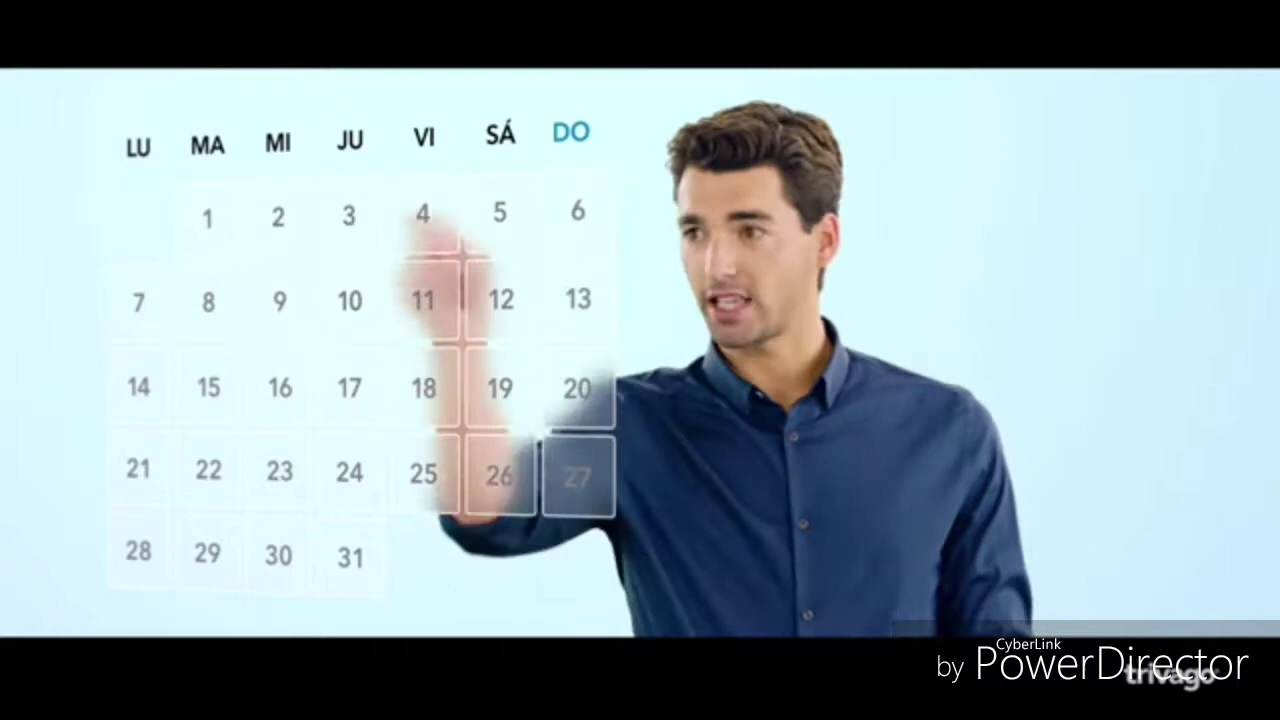 LU MA MI JU VI SÁ DO
1 2 3 4 5 6
7 8 9 10 11 12 13
14 15 16 17 18 19 20
21 22 23 24 25 26 27
28 29 30 31
CyberLink
by PowerDirector
trivago